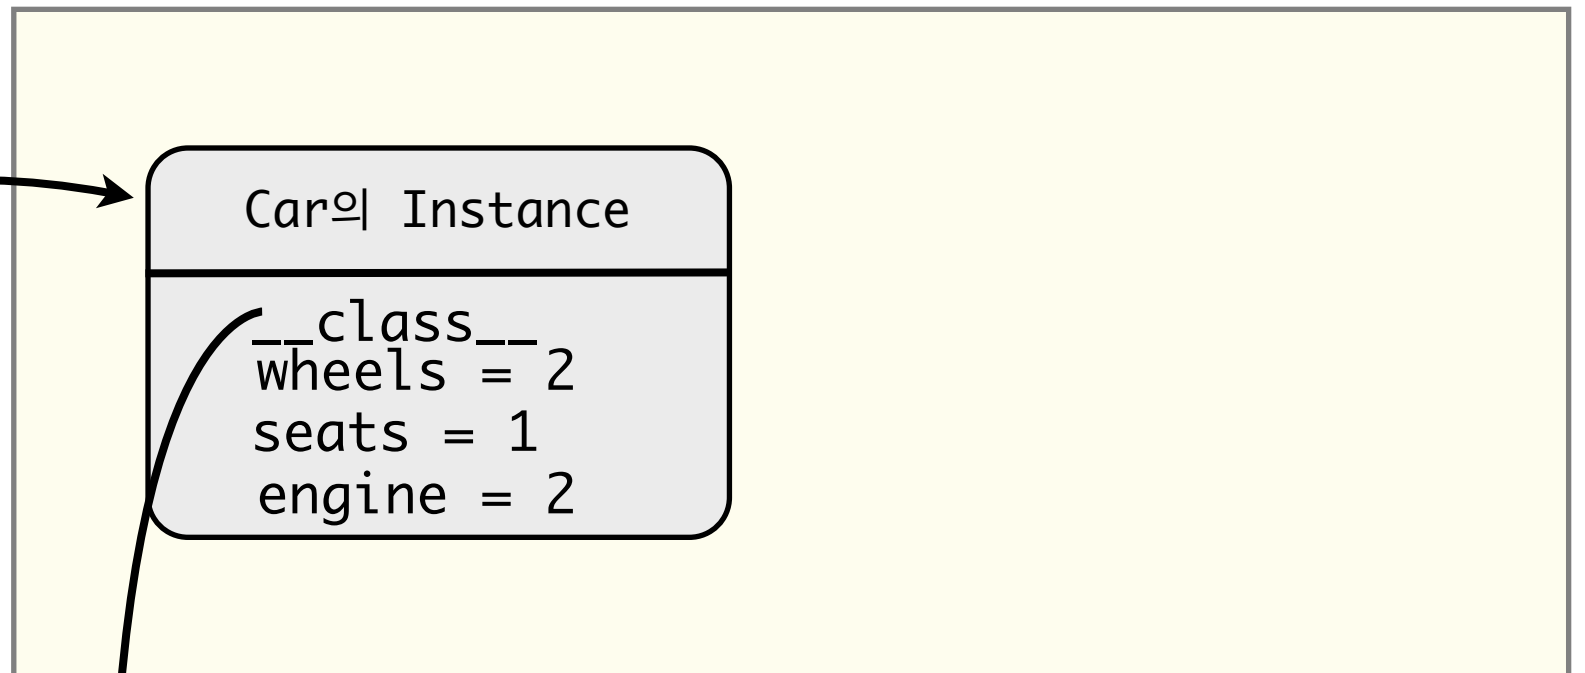 Car의 Instance
__class__
wheels = 2
seats = 1
engine = 2